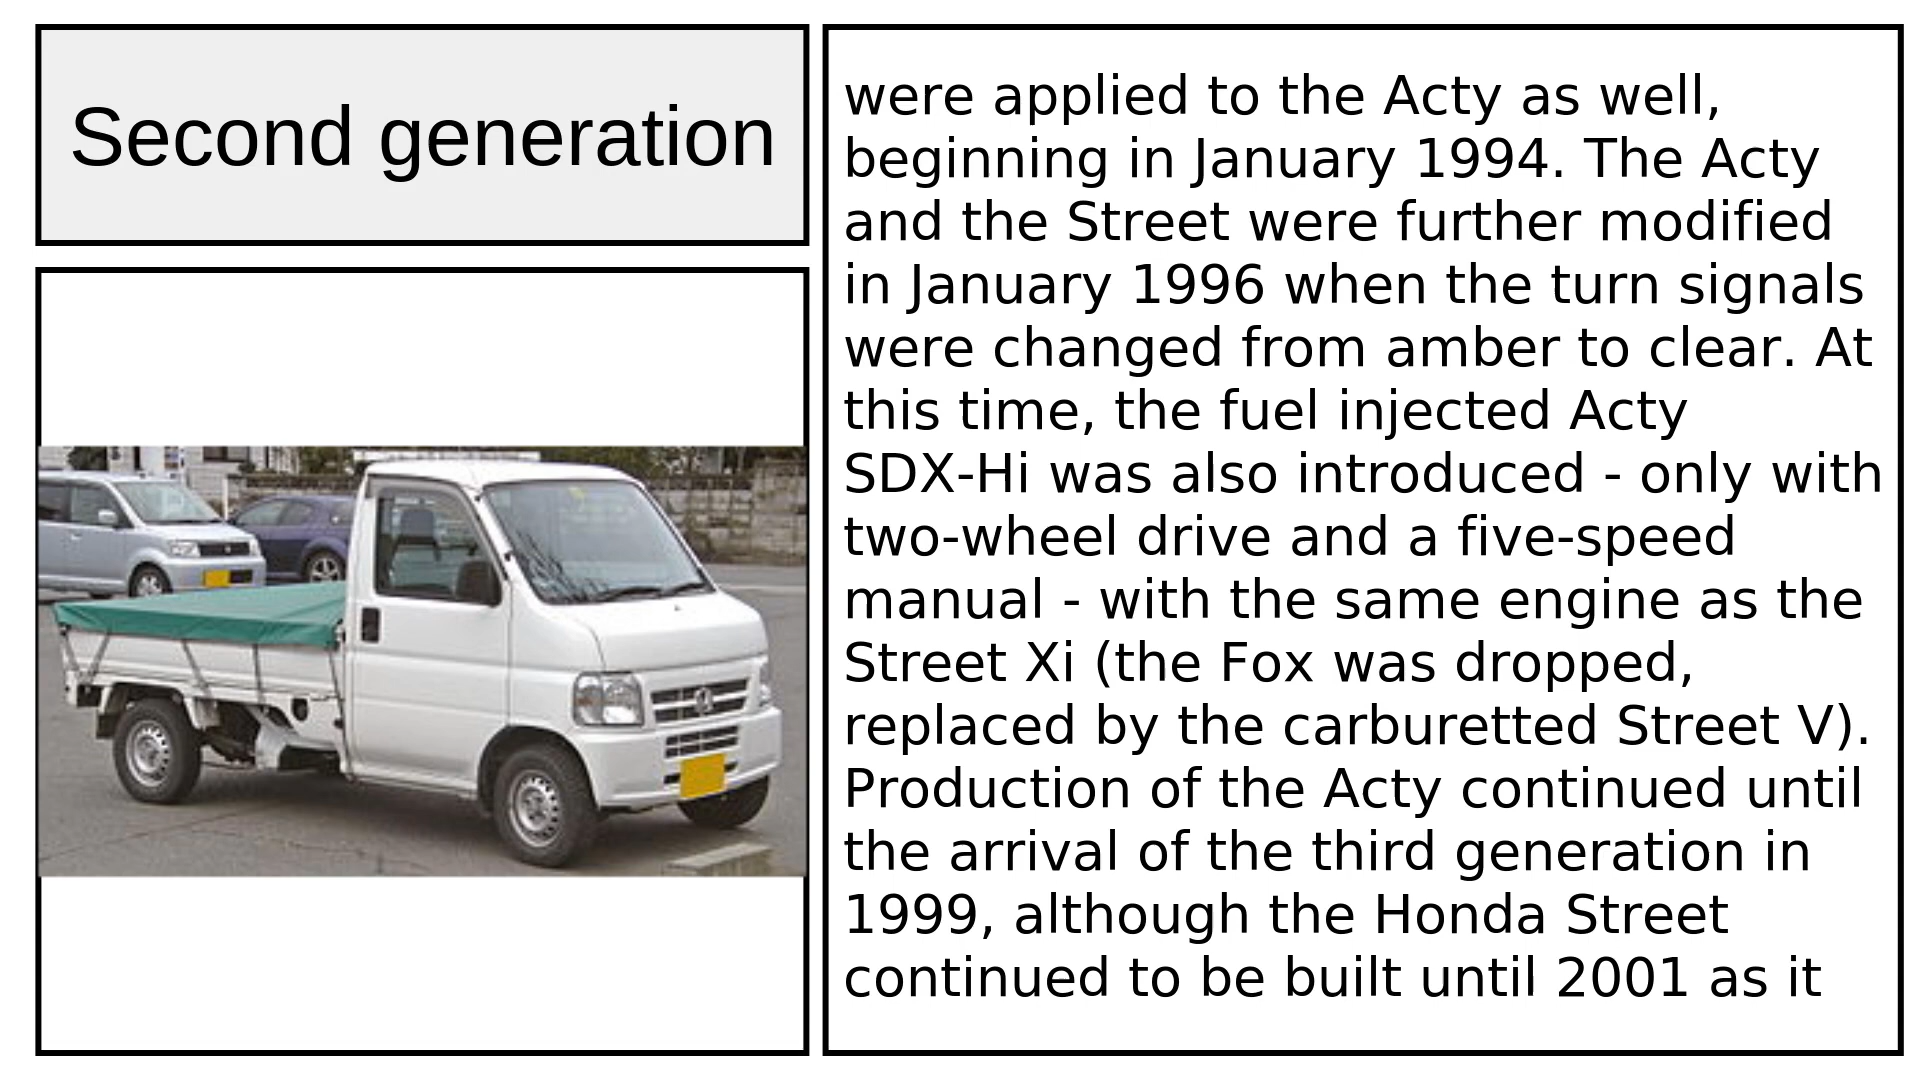 Second generation
were applied to the Acty as well,
beginning in January 1994. The Acty
and the Street were further modified
in January 1996 when the turn signals
were changed from amber to clear. At
this time, the fuel injected Acty
SDX-Hi was also introduced - only with
two-wheel drive and a five-speed
manual - with the same engine as the
Street Xi (the Fox was dropped,
replaced by the carburetted Street V).
Production of the Acty continued until
the arrival of the third generation in
1999, although the Honda Street
continued to be built until 2001 as it